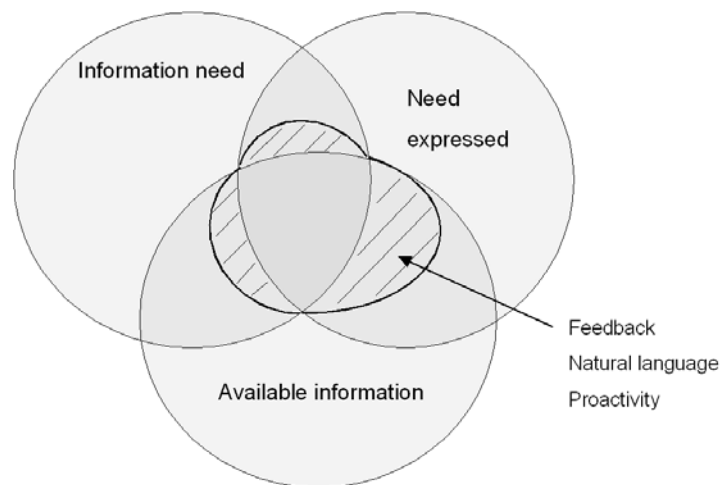 Information need
Need
expressed
Available information
Feedback
Natural language
Proactivity